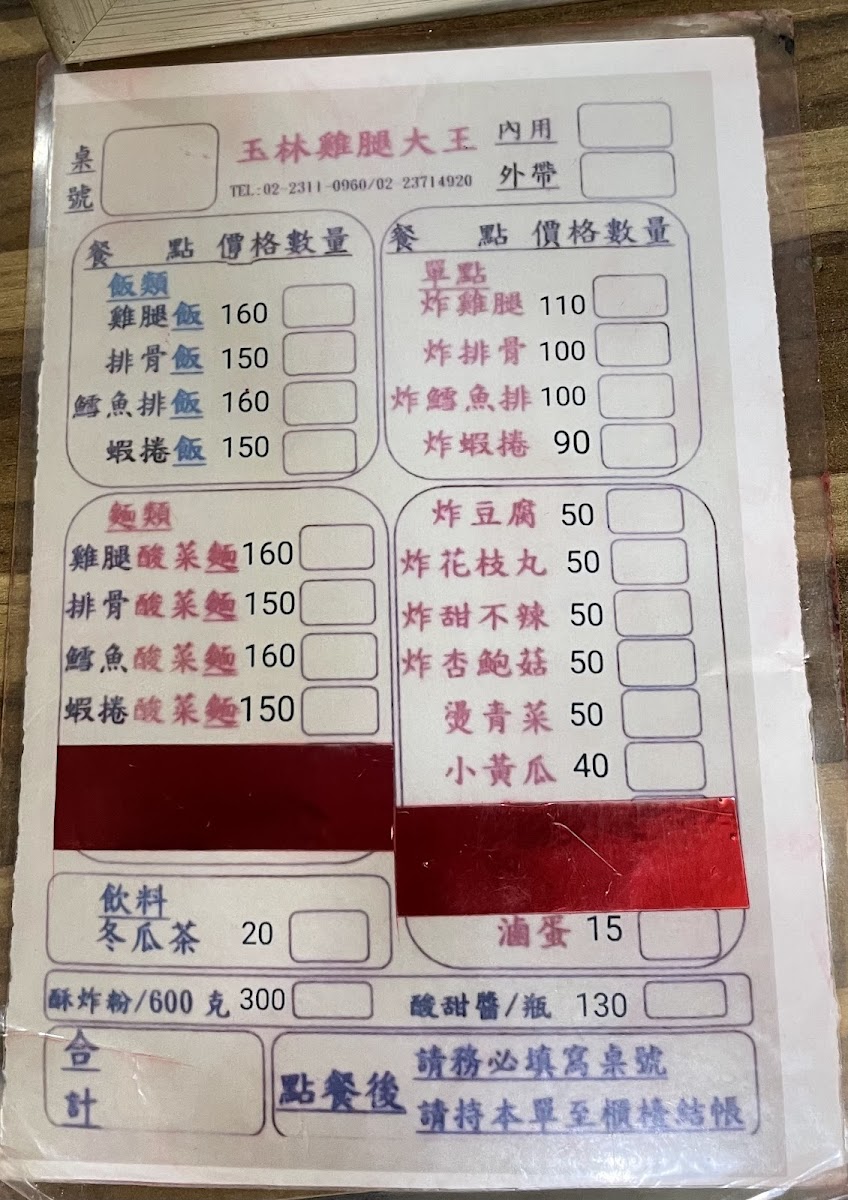 桌號
玉林雞腿大王
TEL:02-2311-0960/02-23714920
內用
外帶
餐點 價格數量
飯類
雞腿飯 160
排骨飯 150
鱈魚排飯 160
蝦捲飯 150
餐點 價格數量
單點
炸雞腿 110
炸排骨 100
炸鱈魚排 100
炸蝦捲 90
麵類
雞腿酸菜麵 160
排骨酸菜麵 150
鱈魚酸菜麵 160
蝦捲酸菜麵 150
炸豆腐 50
炸花枝丸 50
炸甜不辣 50
炸杏鮑菇 50
燙青菜 50
小黃瓜 40
滷蛋 15
飲料
冬瓜茶 20
酥炸粉/600克 300
酸甜醬/瓶 130
合計
點餐後
請務必填寫桌號
請持本單至櫃檯結帳